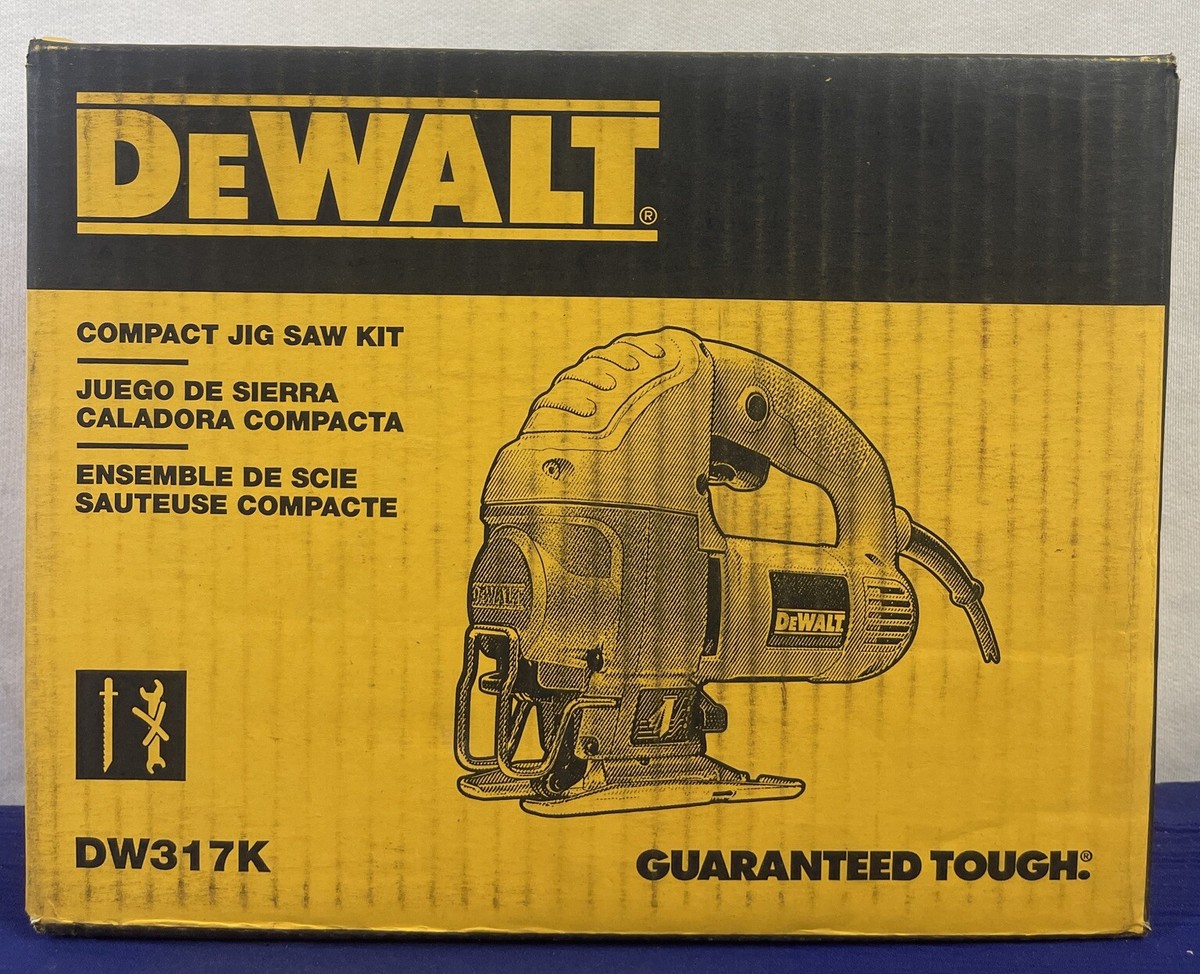 DEWALT®
COMPACT JIG SAW KIT
JUEGO DE SIERRA
CALADORA COMPACTA
ENSEMBLE DE SCIE
SAUTEUSE COMPACTE
DEWALT
DEWALT
DW317K
GUARANTEED TOUGH.®